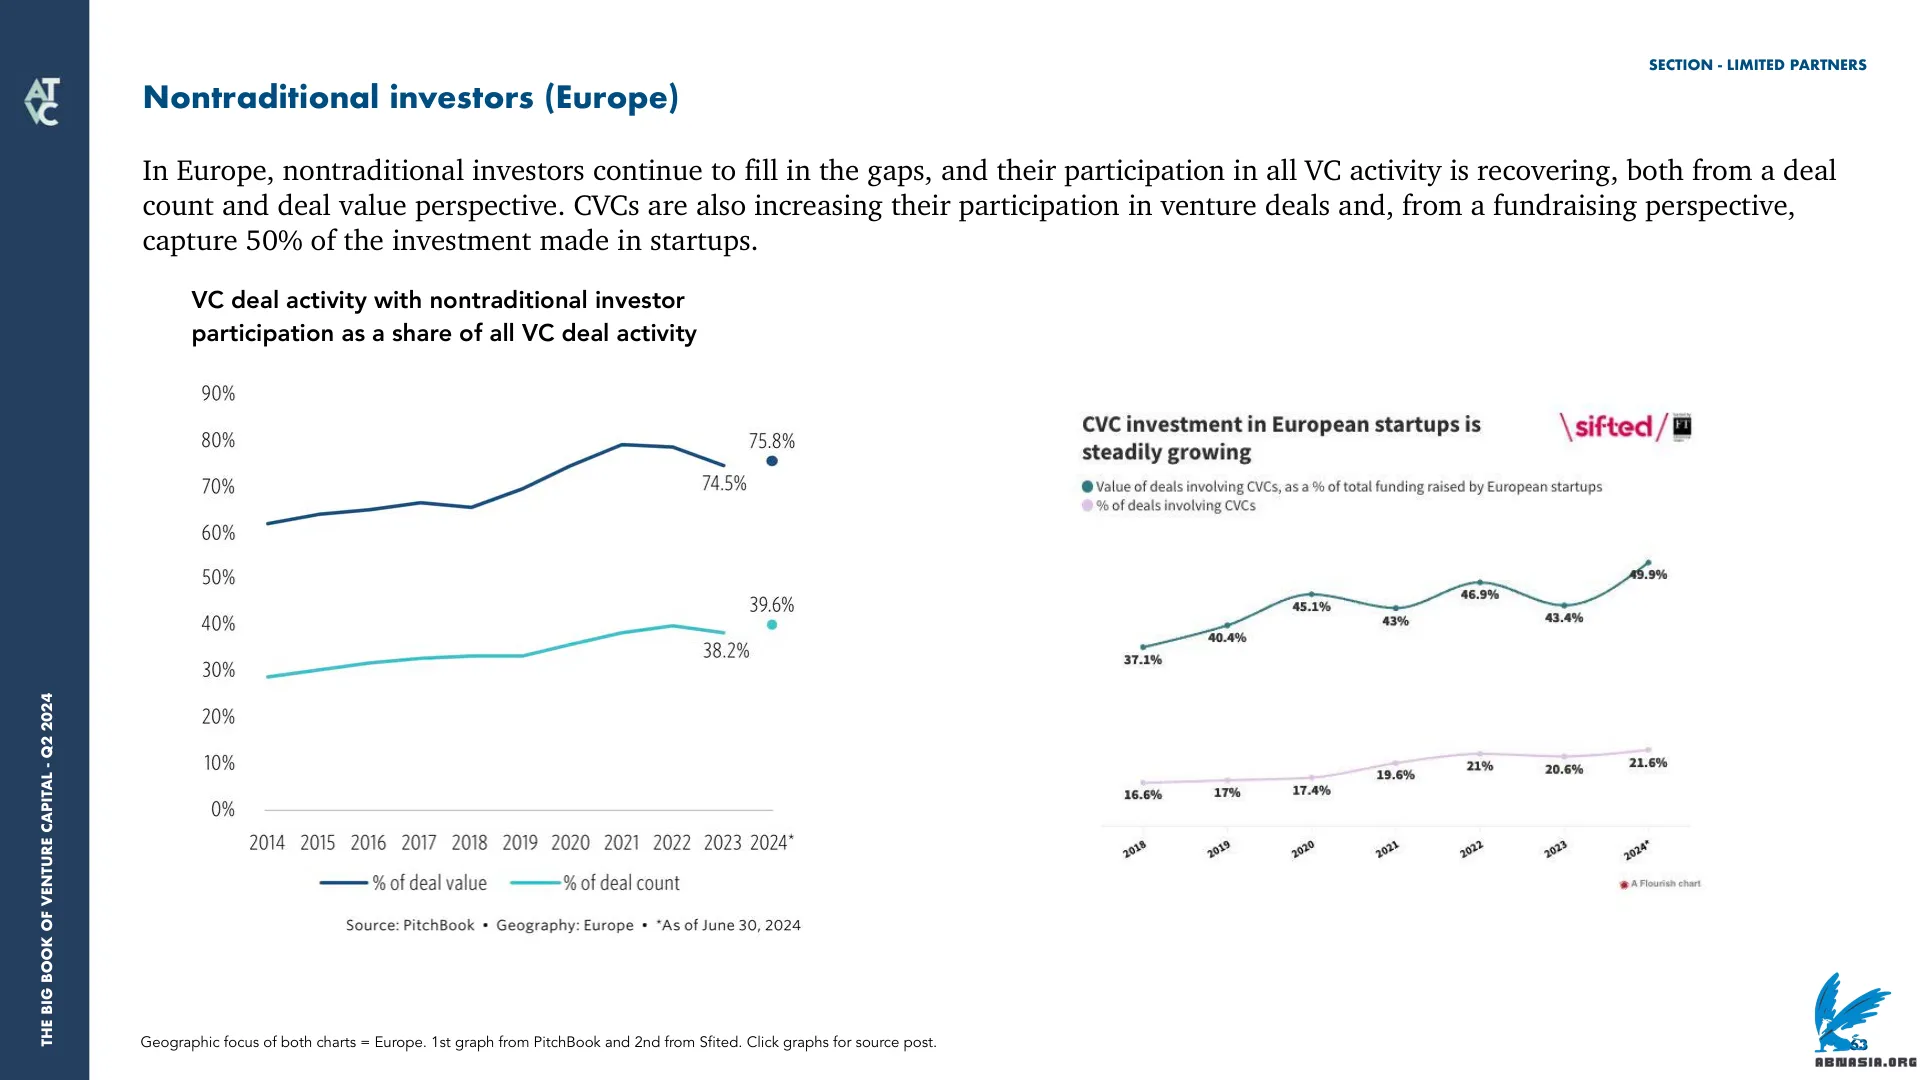 SECTION - LIMITED PARTNERS
AT
VC
Nontraditional investors (Europe)
In Europe, nontraditional investors continue to fill in the gaps, and their participation in all VC activity is recovering, both from a deal
count and deal value perspective. CVCs are also increasing their participation in venture deals and, from a fundraising perspective,
capture 50% of the investment made in startups.
VC deal activity with nontraditional investor
participation as a share of all VC deal activity
90%
80%
70%
60%
50%
40%
30%
20%
10%
0%
75.8%
74.5%
39.6%
38.2%
2014 2015 2016 2017 2018 2019 2020 2021 2022 2023 2024*
% of deal value % of deal count
Source: PitchBook • Geography: Europe • *As of June 30, 2024
CVC investment in European startups is
steadily growing
\sifted/
FT
Value of deals involving CVCs, as a % of total funding raised by European startups
% of deals involving CVCs
37.1% 40.4% 45.1% 43% 46.9% 43.4% 49.9%
16.6% 17% 17.4% 19.6% 21% 20.6% 21.6%
2018 2019 2020 2021 2022 2023 2024*
A Flourish chart
THE BIG BOOK OF VENTURE CAPITAL - Q2 2024
Geographic focus of both charts = Europe. 1st graph from PitchBook and 2nd from Sfited. Click graphs for source post.
63
ABNASIA.ORG